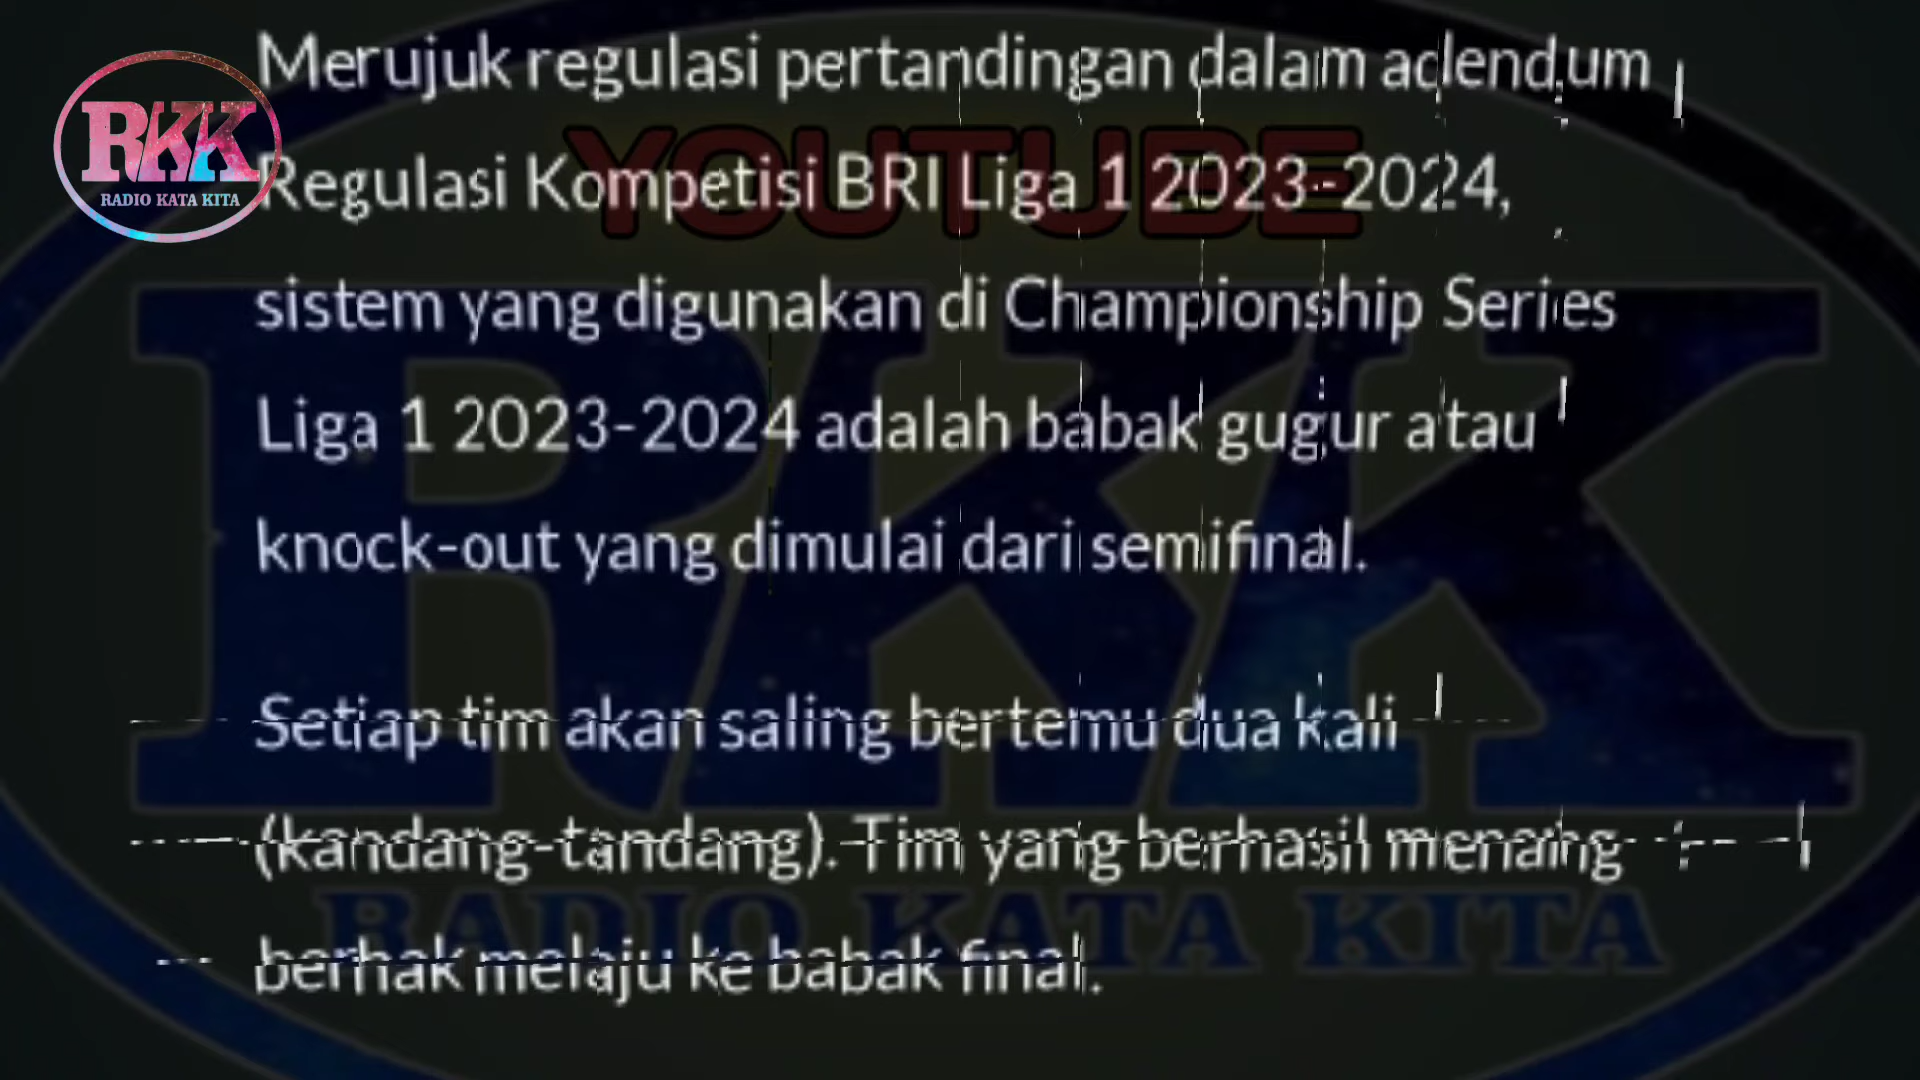 RKK
RADIO KATA KITA
YOUTUBE
Merujuk regulasi pertandingan dalam adendum
Regulasi Kompetisi BRI Liga 1 2023-2024,
sistem yang digunakan di Championship Series
Liga 1 2023-2024 adalah babak gugur atau
knock-out yang dimulai dari semifinal.
Setiap tim akan saling bertemu dua kali
(kandang-tandang). Tim yang berhasil menang
berhak melaju ke babak final.
RKK
RADIO KATA KITA